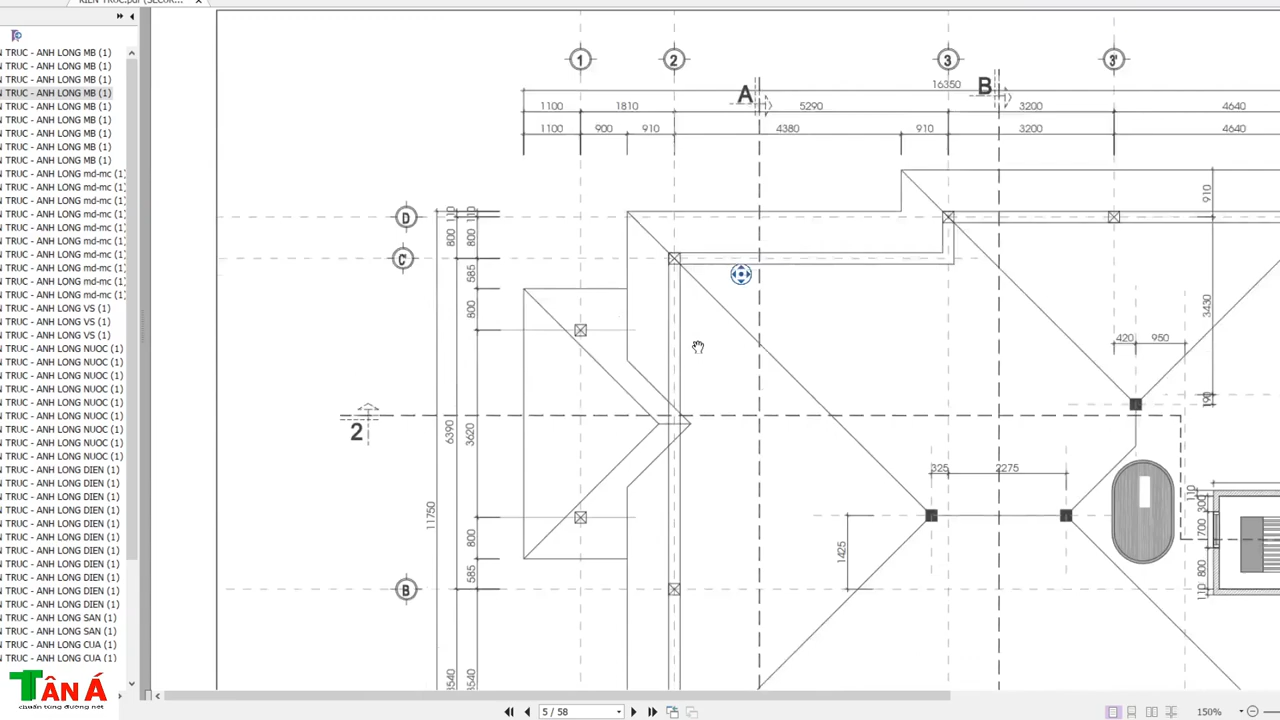 KIEN TRUC.pdf (SECUR...
N TRUC - ANH LONG MB (1)
N TRUC - ANH LONG MB (1)
N TRUC - ANH LONG MB (1)
N TRUC - ANH LONG MB (1)
N TRUC - ANH LONG MB (1)
N TRUC - ANH LONG MB (1)
N TRUC - ANH LONG MB (1)
N TRUC - ANH LONG MB (1)
N TRUC - ANH LONG MB (1)
N TRUC - ANH LONG md-mc (1)
N TRUC - ANH LONG md-mc (1)
N TRUC - ANH LONG md-mc (1)
N TRUC - ANH LONG md-mc (1)
N TRUC - ANH LONG md-mc (1)
N TRUC - ANH LONG md-mc (1)
N TRUC - ANH LONG md-mc (1)
N TRUC - ANH LONG md-mc (1)
N TRUC - ANH LONG md-mc (1)
N TRUC - ANH LONG md-mc (1)
N TRUC - ANH LONG VS (1)
N TRUC - ANH LONG VS (1)
N TRUC - ANH LONG VS (1)
N TRUC - ANH LONG NUOC (1)
N TRUC - ANH LONG NUOC (1)
N TRUC - ANH LONG NUOC (1)
N TRUC - ANH LONG NUOC (1)
N TRUC - ANH LONG NUOC (1)
N TRUC - ANH LONG NUOC (1)
N TRUC - ANH LONG NUOC (1)
N TRUC - ANH LONG NUOC (1)
N TRUC - ANH LONG NUOC (1)
N TRUC - ANH LONG DIEN (1)
N TRUC - ANH LONG DIEN (1)
N TRUC - ANH LONG DIEN (1)
N TRUC - ANH LONG DIEN (1)
N TRUC - ANH LONG DIEN (1)
N TRUC - ANH LONG DIEN (1)
N TRUC - ANH LONG DIEN (1)
N TRUC - ANH LONG DIEN (1)
N TRUC - ANH LONG DIEN (1)
N TRUC - ANH LONG DIEN (1)
N TRUC - ANH LONG DIEN (1)
N TRUC - ANH LONG SAN (1)
N TRUC - ANH LONG SAN (1)
N TRUC - ANH LONG CUA (1)
N TRUC - ANH LONG CUA (1)
TÂN Á
chuẩn từng đường nét
1 2 3 3'
A B
16350
1100 1810 5290 3200 4640
1100 900 910 4380 910 3200 4640
D
C'
B
2
110
800
110
800
585
800
6390
3620
11750
800
585
3540
3540
910
3430
190
420 950
325 2275
1425
110
300
1700
800
110
5 / 58
150%